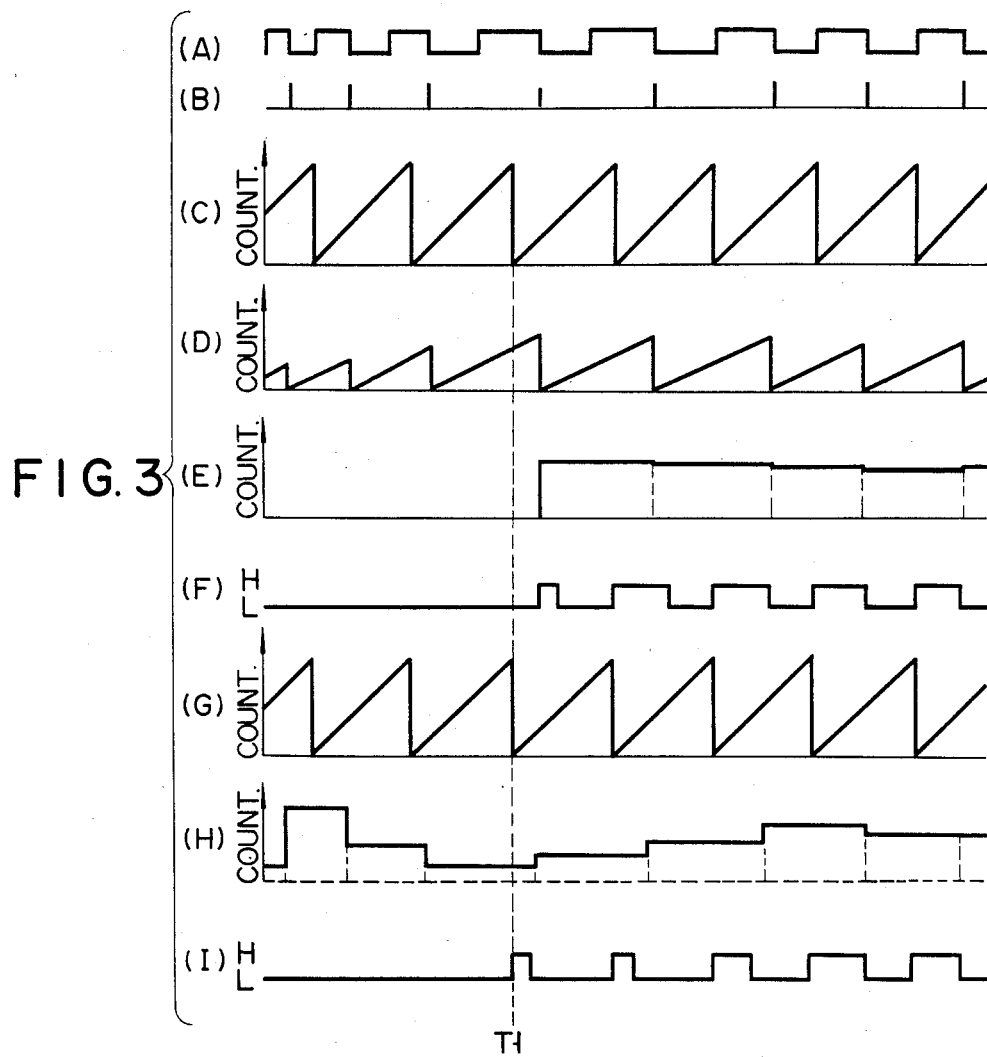 (A)
(B)
(C) COUNT.
(D) COUNT.
FIG. 3 (E) COUNT.
(F) H
L
(G) COUNT.
(H) COUNT.
(I) H
L
T1